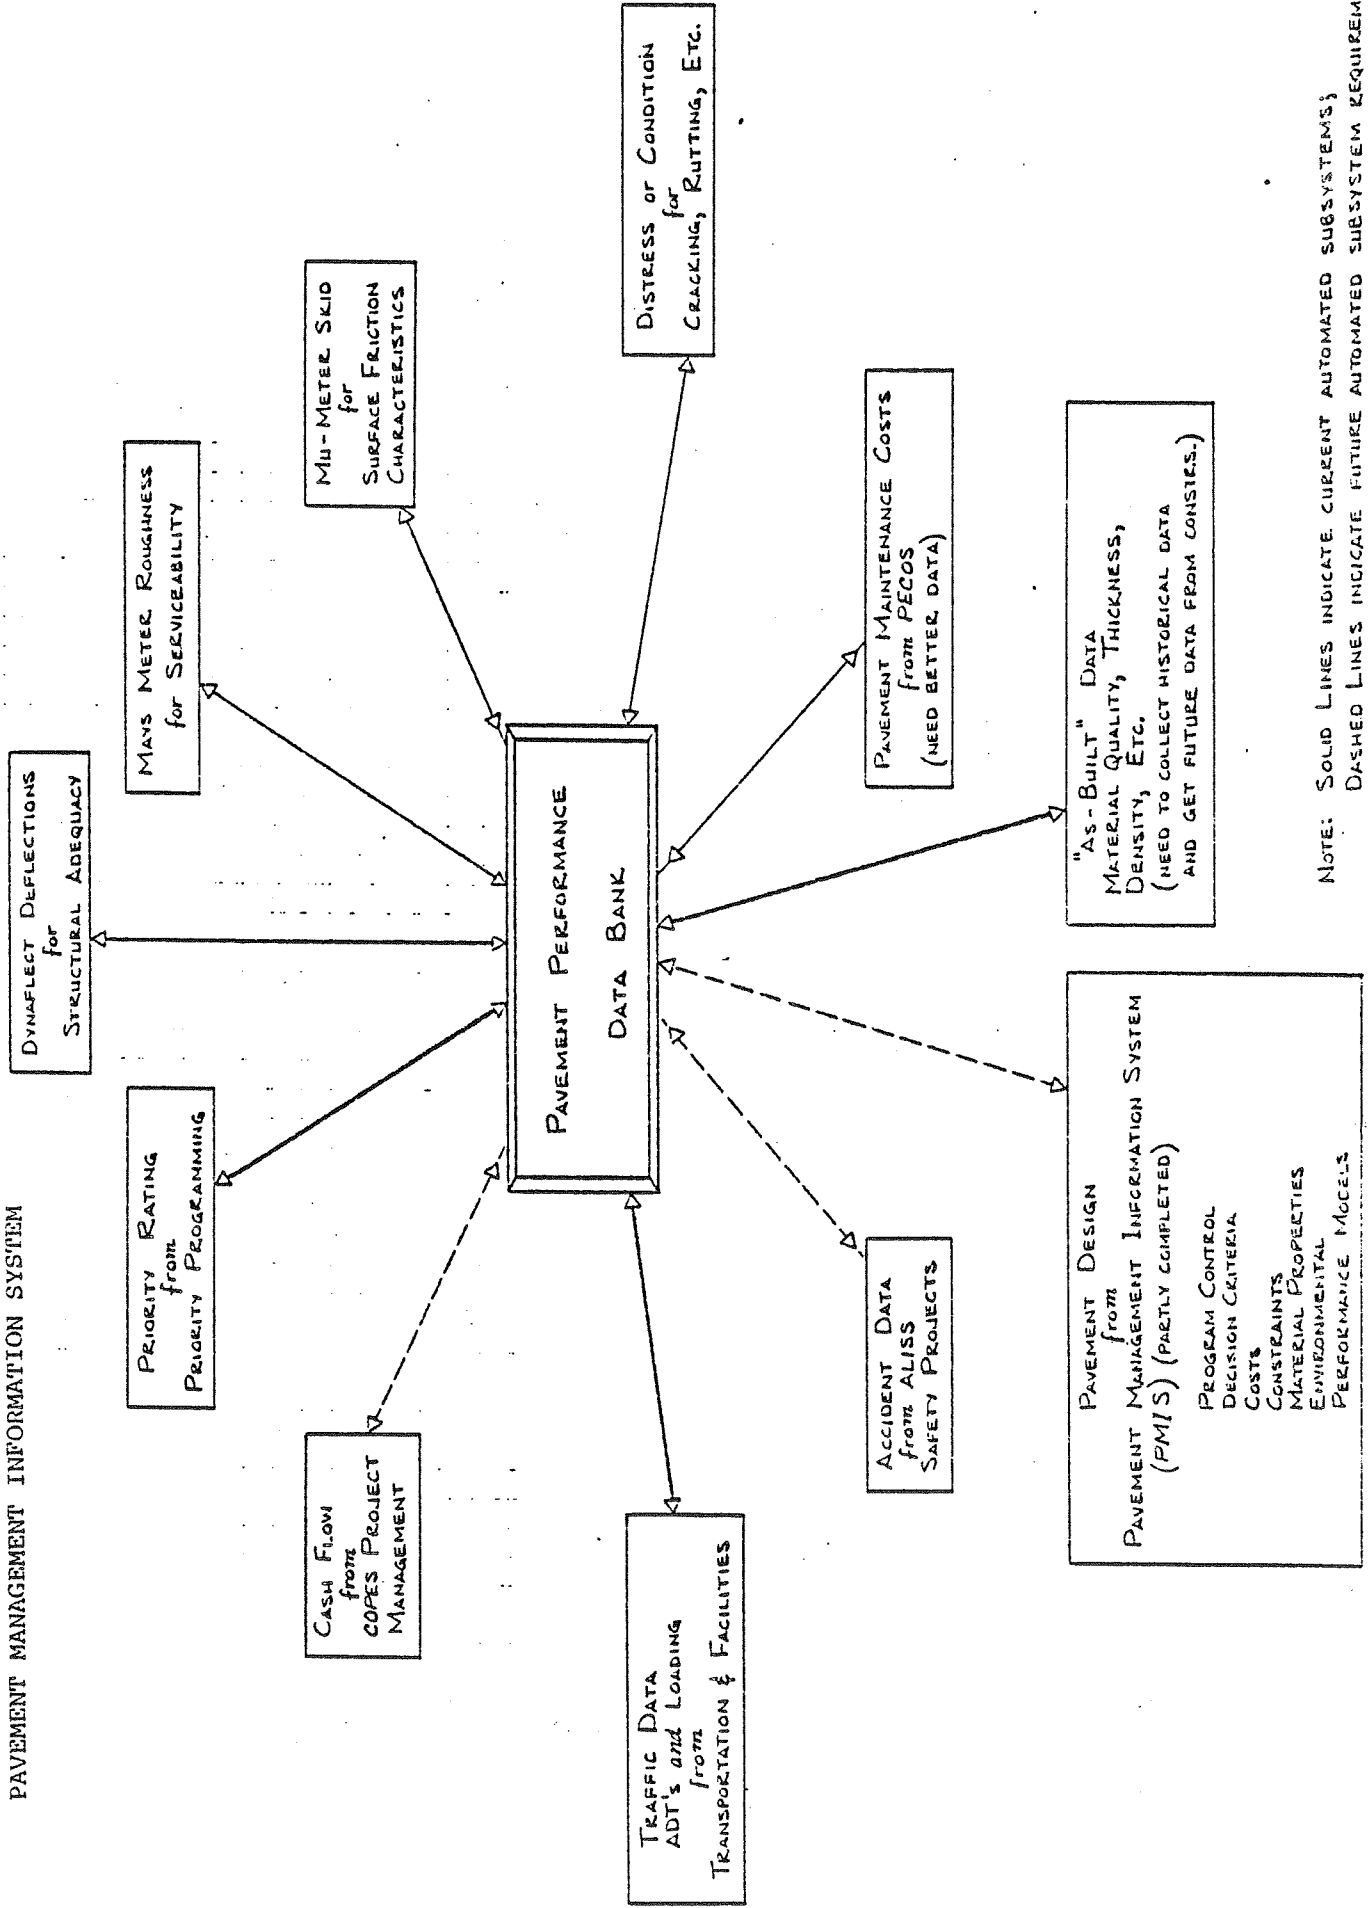 PAVEMENT MANAGEMENT INFORMATION SYSTEM
DYNAFLECT DEFLECTIONS
for
STRUCTURAL ADEQUACY
PRIORITY RATING
from
PRIORITY PROGRAMMING
MAYS METER ROUGHNESS
for SERVICEABILITY
CASH FLOW
from
COPES PROJECT
MANAGEMENT
MU-METER SKID
for
SURFACE FRICTION
CHARACTERISTICS
TRAFFIC DATA
ADT's and LOADING
from
TRANSPORTATION & FACILITIES
PAVEMENT PERFORMANCE
DATA BANK
DISTRESS or CONDITION
for
CRACKING, RUTTING, ETC.
ACCIDENT DATA
from ALISS
SAFETY PROJECTS
PAVEMENT MAINTENANCE COSTS
from PECOS
(NEED BETTER DATA)
PAVEMENT DESIGN
from
PAVEMENT MANAGEMENT INFORMATION SYSTEM
(PMIS) (PARTLY COMPLETED)
PROGRAM CONTROL
DECISION CRITERIA
COSTS
CONSTRAINTS
MATERIAL PROPERTIES
ENVIRONMENTAL
PERFORMANCE MODELS
"AS-BUILT" DATA
MATERIAL QUALITY, THICKNESS,
DENSITY, ETC.
(NEED TO COLLECT HISTORICAL DATA
AND GET FUTURE DATA FROM CONSTRS.)
NOTE: SOLID LINES INDICATE CURRENT AUTOMATED SUBSYSTEMS;
DASHED LINES INDICATE FUTURE AUTOMATED SUBSYSTEM REQUIREM